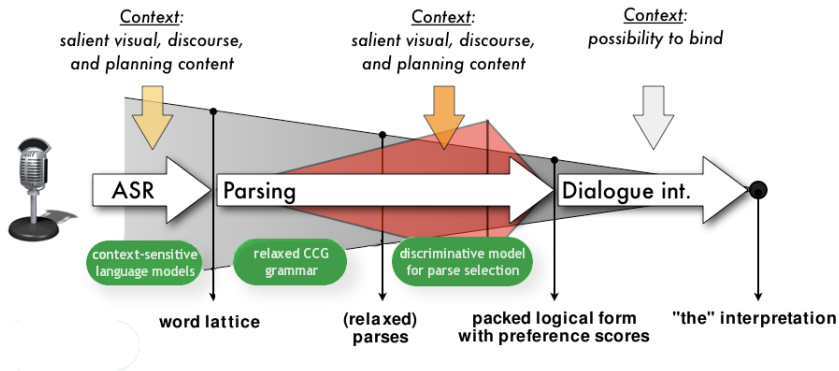 Context:
salient visual, discourse,
and planning content
Context:
salient visual, discourse,
and planning content
Context:
possibility to bind
ASR
Parsing
Dialogue int.
context-sensitive
language models
relaxed CCG
grammar
discriminative model
for parse selection
word lattice
(relaxed)
parses
packed logical form
with preference scores
"the" interpretation